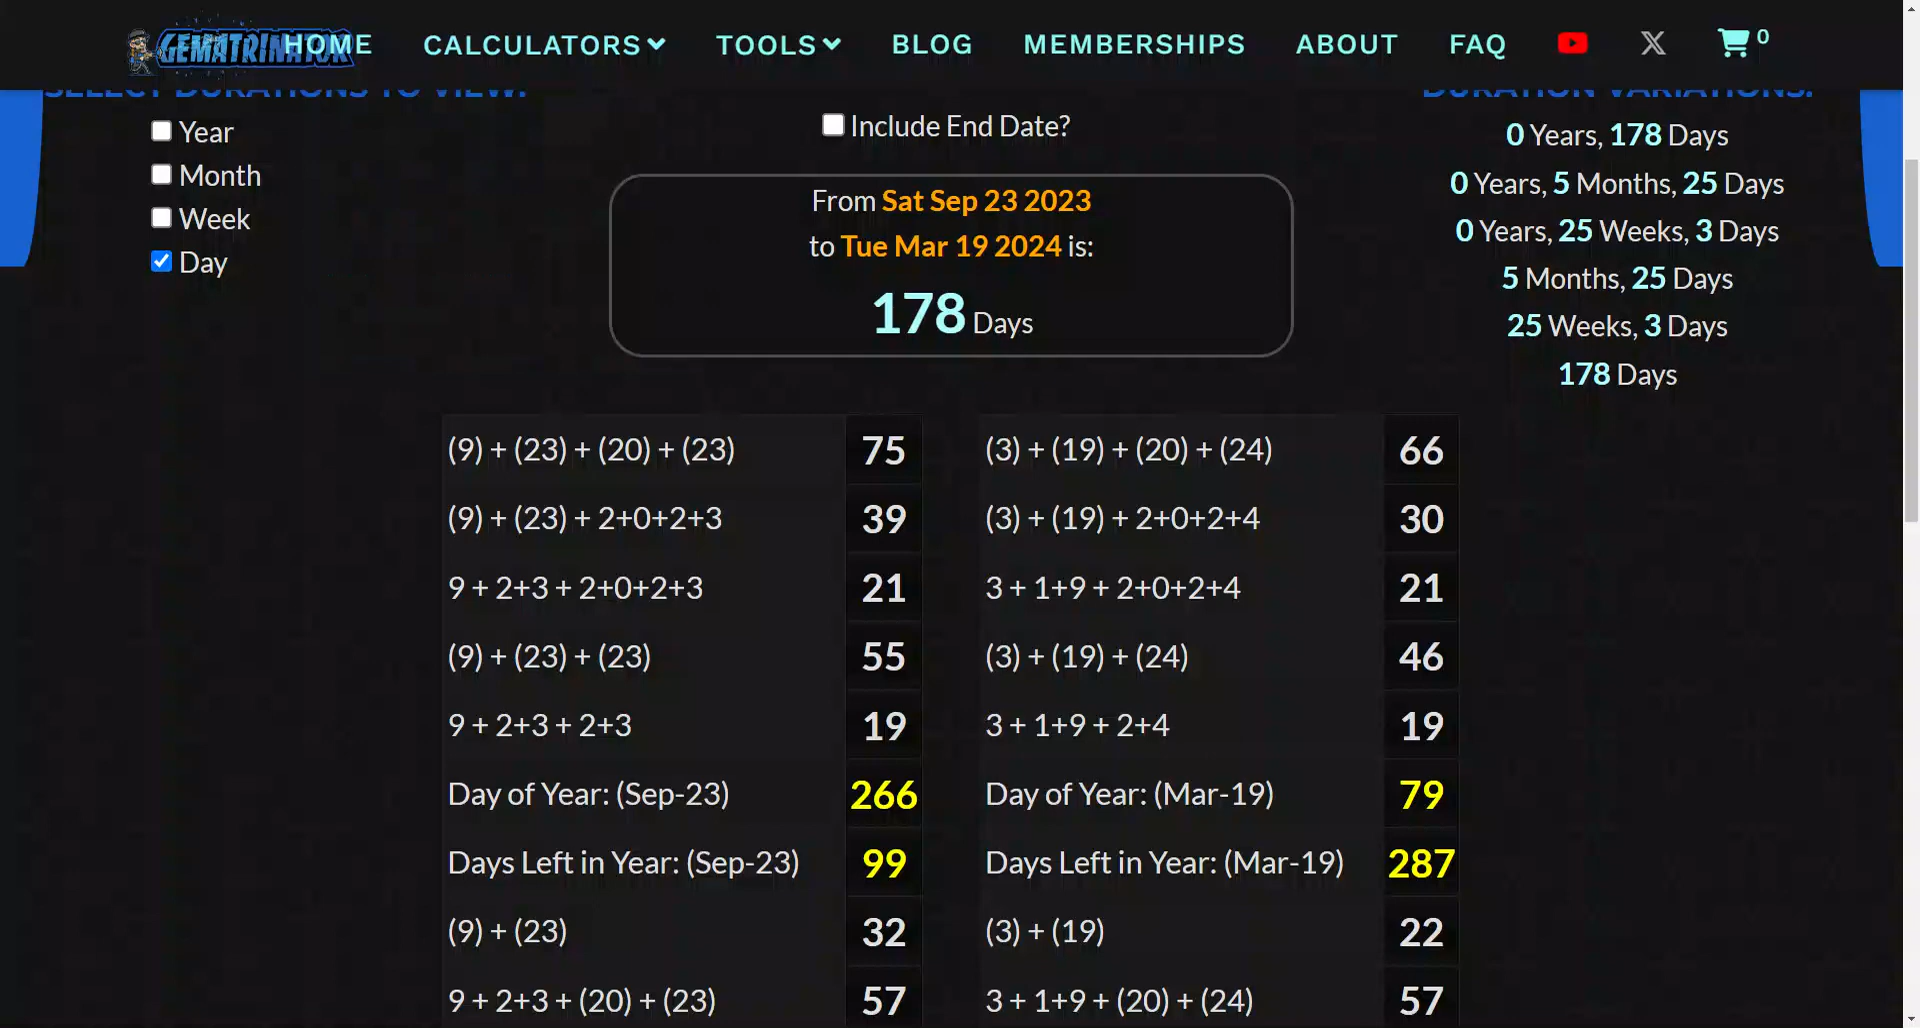 GEMATRINATOR
HOME
CALCULATORS
TOOLS
BLOG
MEMBERSHIPS
ABOUT
FAQ
X
0
SELECT DURATIONS TO VIEW:
Year
Month
Week
Day
Include End Date?
From Sat Sep 23 2023
to Tue Mar 19 2024 is:
178 Days
DURATION VARIATIONS:
0 Years, 178 Days
0 Years, 5 Months, 25 Days
0 Years, 25 Weeks, 3 Days
5 Months, 25 Days
25 Weeks, 3 Days
178 Days
(9) + (23) + (20) + (23) 75
(3) + (19) + (20) + (24) 66
(9) + (23) + 2+0+2+3 39
(3) + (19) + 2+0+2+4 30
9 + 2+3 + 2+0+2+3 21
3 + 1+9 + 2+0+2+4 21
(9) + (23) + (23) 55
(3) + (19) + (24) 46
9 + 2+3 + 2+3 19
3 + 1+9 + 2+4 19
Day of Year: (Sep-23) 266
Day of Year: (Mar-19) 79
Days Left in Year: (Sep-23) 99
Days Left in Year: (Mar-19) 287
(9) + (23) 32
(3) + (19) 22
9 + 2+3 + (20) + (23) 57
3 + 1+9 + (20) + (24) 57